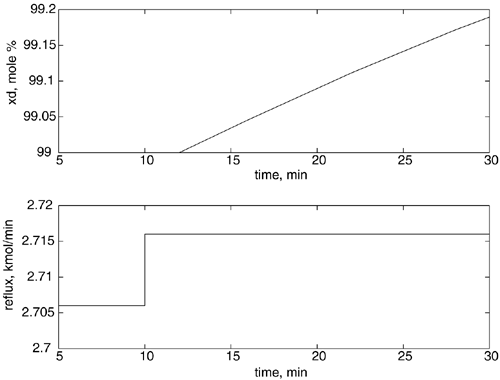 99.2
99.15
99.1
99.05
99
xd, mole %
5 10 15 20 25 30
time, min
2.72
2.715
2.71
2.705
2.7
reflux, kmol/min
5 10 15 20 25 30
time, min